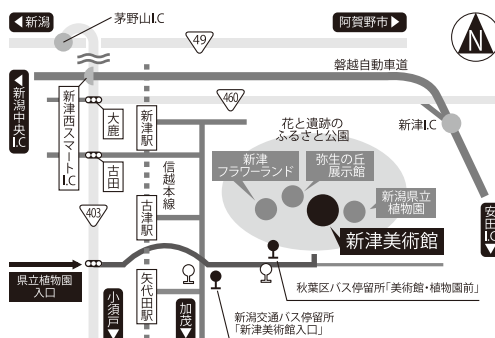 新潟
茅野山I.C
阿賀野市
49
N
磐越自動車道
新潟中央I.C
新津西スマートI.C
大鹿
新津駅
460
花と遺跡の
ふるさと公園
新津I.C
古田
信越本線
新津
フラワーランド
弥生の丘
展示館
新潟県立
植物園
403
古津駅
新津美術館
安田I.C
県立植物園
入口
矢代田駅
秋葉区バス停留所「美術館・植物園前」
小須戸
加茂
新潟交通バス停留所
「新津美術館入口」